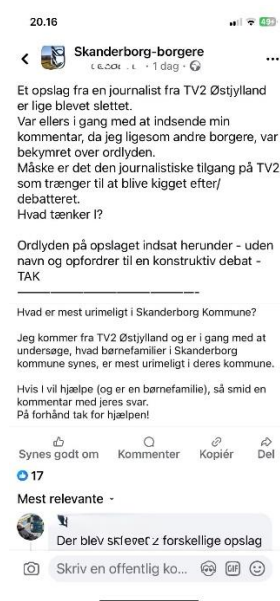 20.16
49
Skanderborg-borgere
· 1 dag ·
Et opslag fra en journalist fra TV2 Østjylland
er lige blevet slettet.
Var ellers i gang med at indsende min
kommentar, da jeg ligesom andre borgere, var
bekymret over ordlyden.
Måske er det den journalistiske tilgang på TV2
som trænger til at blive kigget efter/
debatteret.
Hvad tænker I?
Ordlyden på opslaget indsat herunder - uden
navn og opfordrer til en konstruktiv debat -
TAK
Hvad er mest urimeligt i Skanderborg Kommune?
Jeg kommer fra TV2 Østjylland og er i gang med at
undersøge, hvad børnefamilier i Skanderborg
kommune synes, er mest urimeligt i deres kommune.
Hvis I vil hjælpe (og er en børnefamilie), så smid en
kommentar med jeres svar.
På forhånd tak for hjælpen!
Synes godt om Kommenter Kopiér Del
17
Mest relevante
Der blev skrevet 2 forskellige opslag
Skriv en offentlig ko... GIF